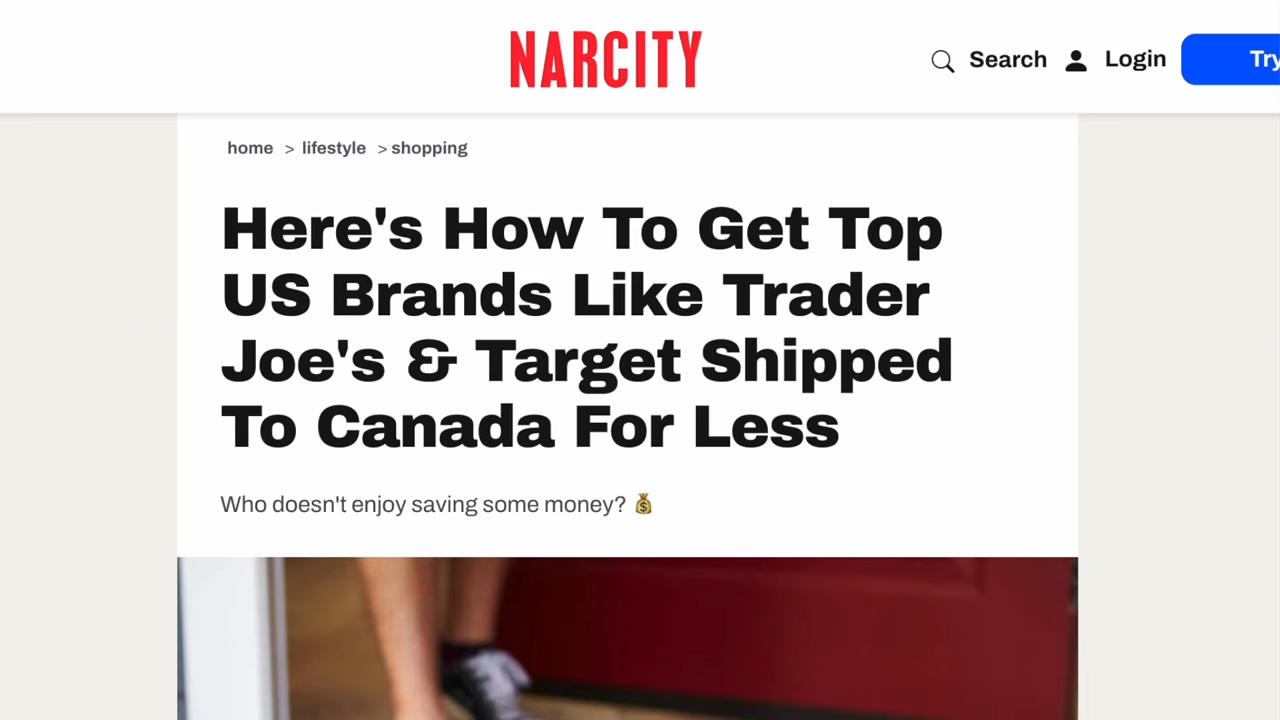 NARCITY
Search
Login
Try
home > lifestyle > shopping
Here's How To Get Top
US Brands Like Trader
Joe's & Target Shipped
To Canada For Less
Who doesn't enjoy saving some money? 💰